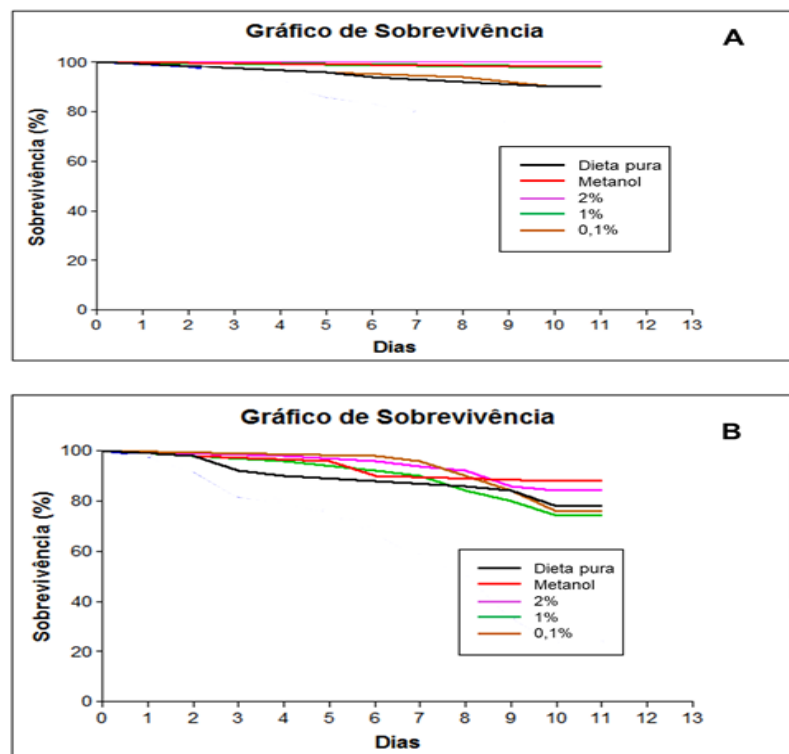 Gráfico de Sobrevivência
A
Sobrevivência (%)
100
80
60
40
20
0
Dieta pura
Metanol
2%
1%
0,1%
0 1 2 3 4 5 6 7 8 9 10 11 12 13
Dias
Gráfico de Sobrevivência
B
Sobrevivência (%)
100
80
60
40
20
0
Dieta pura
Metanol
2%
1%
0,1%
0 1 2 3 4 5 6 7 8 9 10 11 12 13
Dias